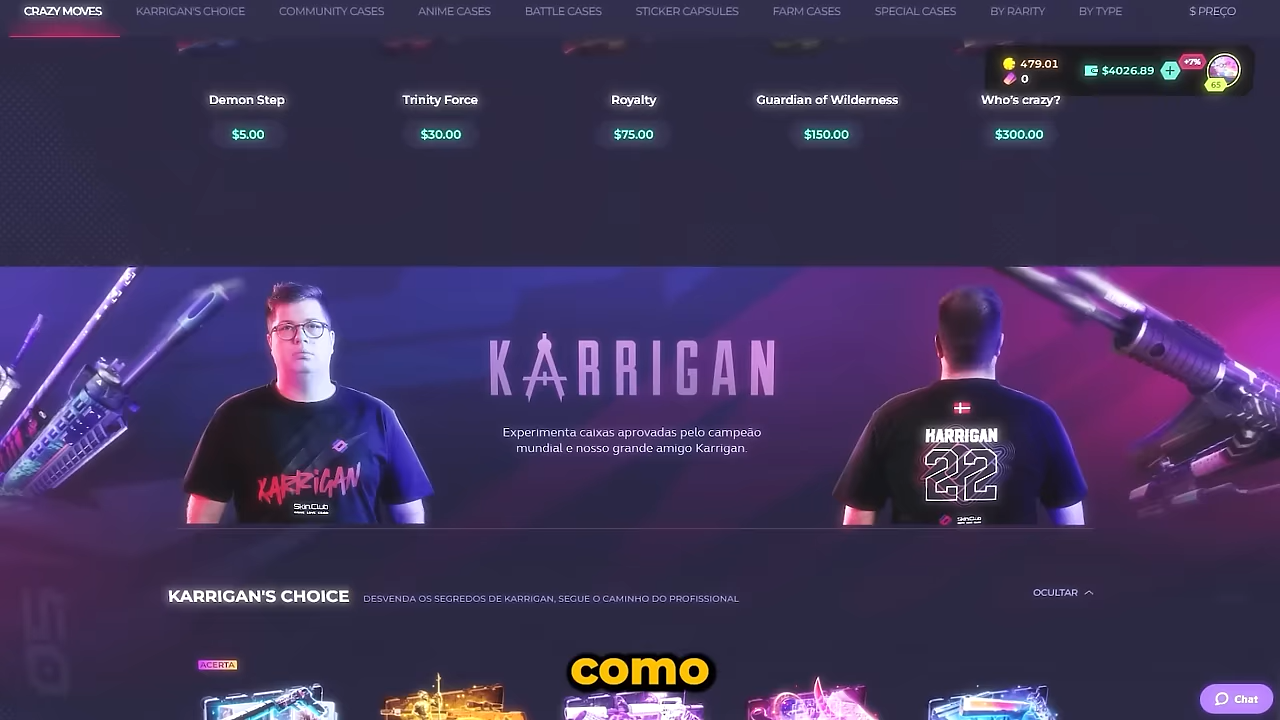 CRAZY MOVES KARRIGAN'S CHOICE COMMUNITY CASES ANIME CASES BATTLE CASES STICKER CAPSULES FARM CASES SPECIAL CASES BY RARITY BY TYPE $ PREÇO
479.01 $4026.89 + +7%
0 65
Demon Step Trinity Force Royalty Guardian of Wilderness Who's crazy?
$5.00 $30.00 $75.00 $150.00 $300.00
KARRIGAN
Experimenta caixas aprovadas pelo campeão
mundial e nosso grande amigo Karrigan.
KARRiGAN
Skin.Club
HARRIGAN
22
Skin.Club
KARRIGAN'S CHOICE DESVENDA OS SEGREDOS DE KARRIGAN, SEGUE O CAMINHO DO PROFISSIONAL OCULTAR
ACERTA
como
Chat